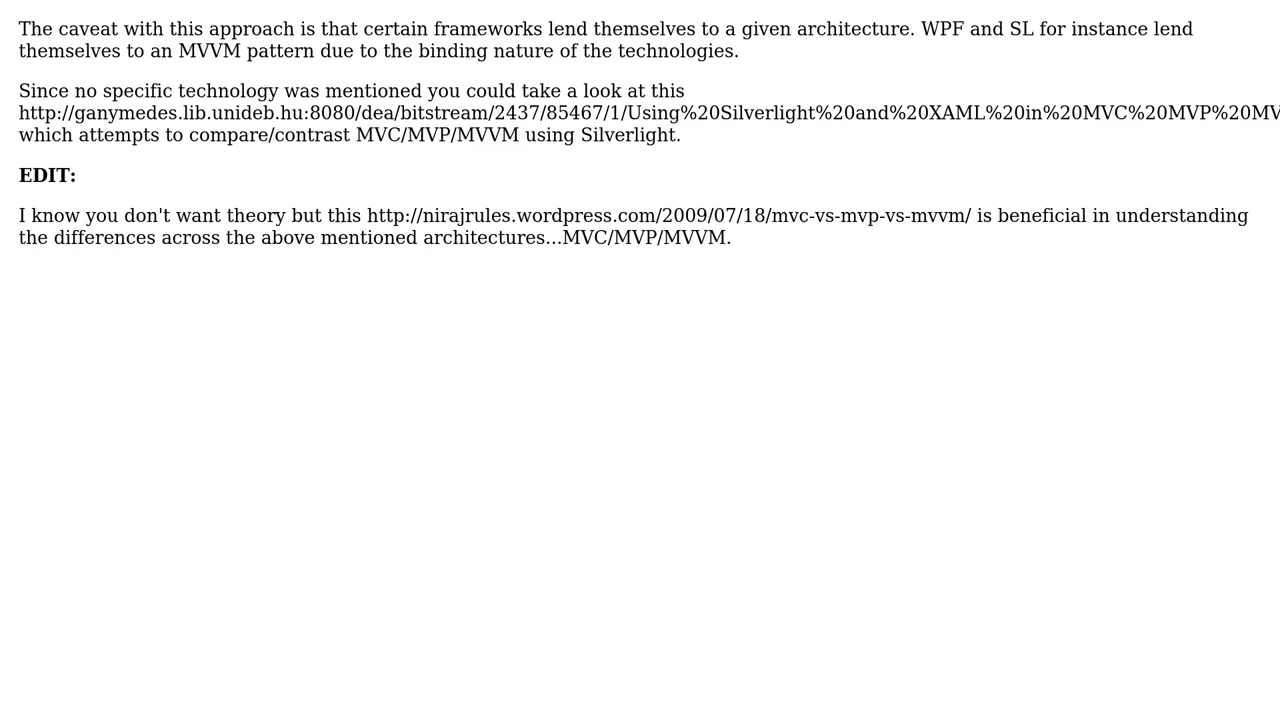 The caveat with this approach is that certain frameworks lend themselves to a given architecture. WPF and SL for instance lend
themselves to an MVVM pattern due to the binding nature of the technologies.
Since no specific technology was mentioned you could take a look at this
http://ganymedes.lib.unideb.hu:8080/dea/bitstream/2437/85467/1/Using%20Silverlight%20and%20XAML%20in%20MVC%20MVP%20MV
which attempts to compare/contrast MVC/MVP/MVVM using Silverlight.
EDIT:
I know you don't want theory but this http://nirajrules.wordpress.com/2009/07/18/mvc-vs-mvp-vs-mvvm/ is beneficial in understanding
the differences across the above mentioned architectures...MVC/MVP/MVVM.